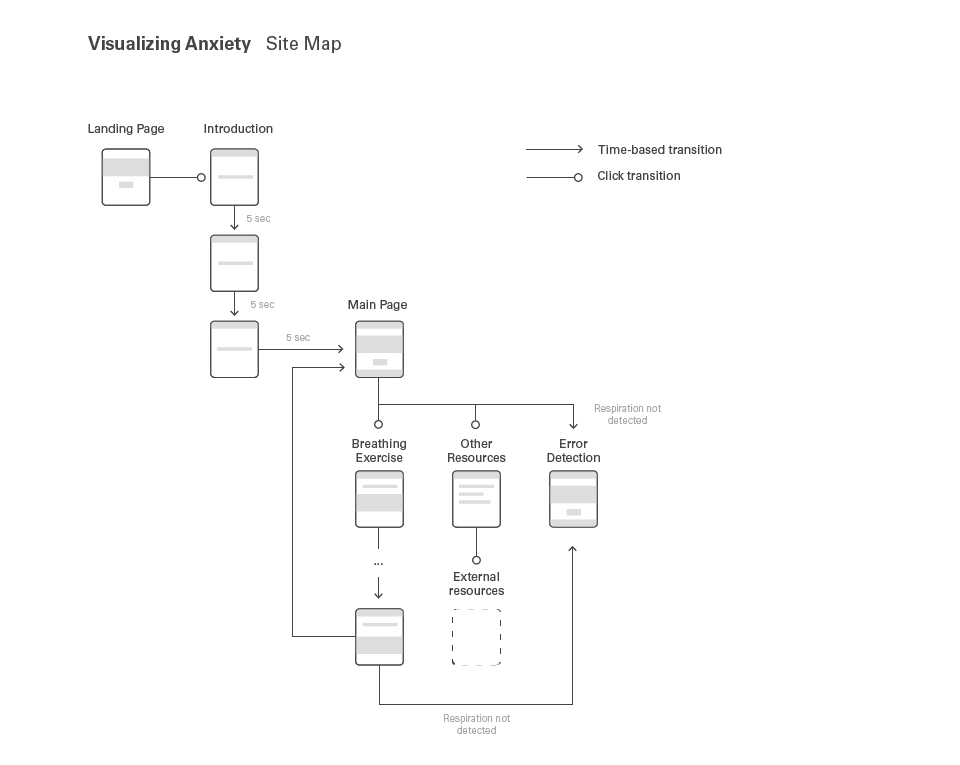 Visualizing Anxiety Site Map
Landing Page
Introduction
Time-based transition
Click transition
5 sec
5 sec
Main Page
5 sec
Respiration not
detected
Breathing
Exercise
Other
Resources
Error
Detection
...
External
resources
Respiration not
detected